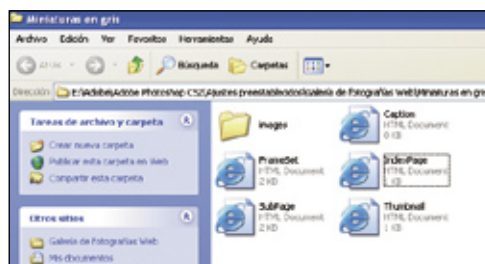 Miniaturas en gris
Archivo Edición Ver Favoritos Herramientas Ayuda
Atrás Búsqueda Carpetas
Dirección E:\Adobe\Adobe Photoshop CS2\Ajustes preestablecidos\Galería de fotografías Web\Miniaturas en gris
Tareas de archivo y carpeta
Crear nueva carpeta
Publicar esta carpeta en Web
Compartir esta carpeta
Otros sitios
Galería de fotografías Web
Mis documentos
images
Caption
HTML Document
0 KB
FrameSet
HTML Document
2 KB
IndexPage
HTML Document
KB
SubPage
HTML Document
2 KB
Thumbnail
HTML Document
1 KB